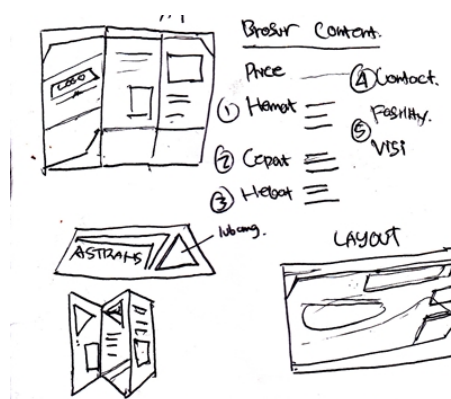 Brosur Content.
LOGO
Price
④ Contact.
① Hemat
⑤ Fasility.
VISI
② Cepat
③ Hebat
lubang.
ASTRANS
LAYOUT